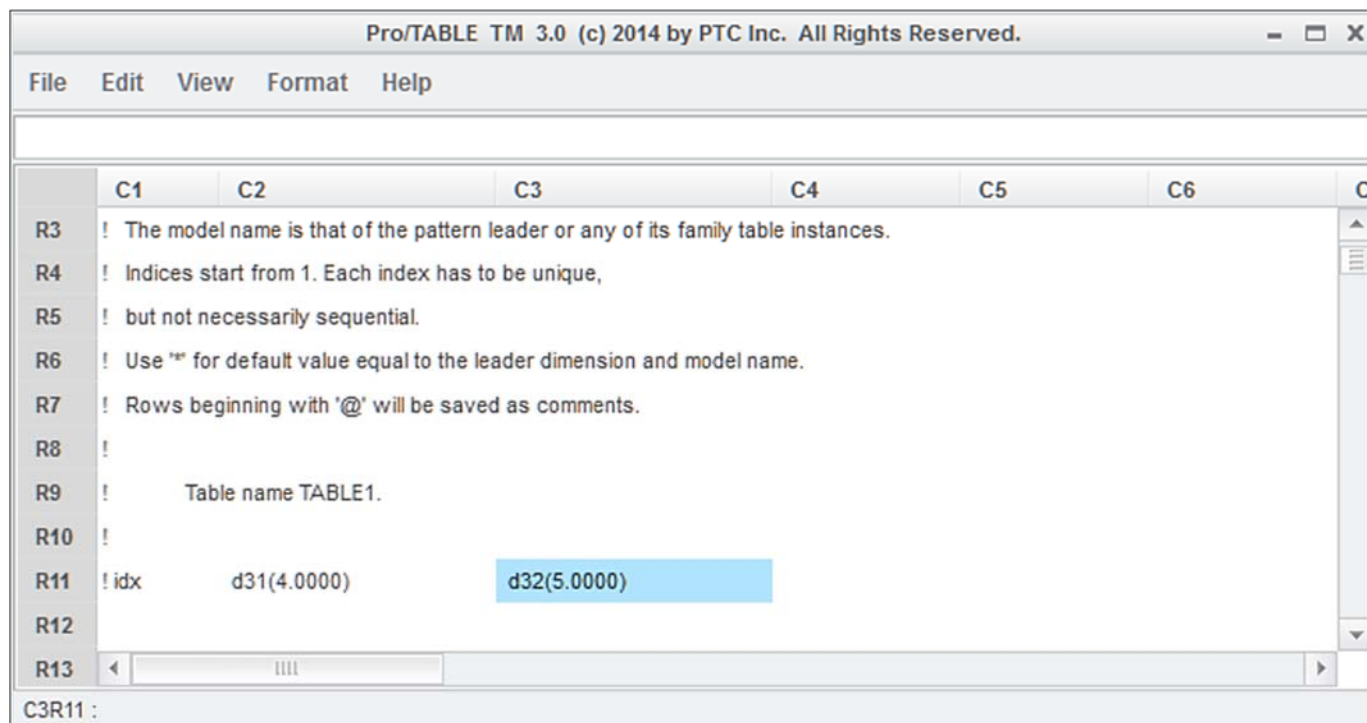 Pro/TABLE TM 3.0 (c) 2014 by PTC Inc. All Rights Reserved.
File Edit View Format Help
C1 C2 C3 C4 C5 C6 C
R3 ! The model name is that of the pattern leader or any of its family table instances.
R4 ! Indices start from 1. Each index has to be unique,
R5 ! but not necessarily sequential.
R6 ! Use '*' for default value equal to the leader dimension and model name.
R7 ! Rows beginning with '@' will be saved as comments.
R8 !
R9 ! Table name TABLE1.
R10 !
R11 ! idx d31(4.0000) d32(5.0000)
R12
R13
C3R11 :